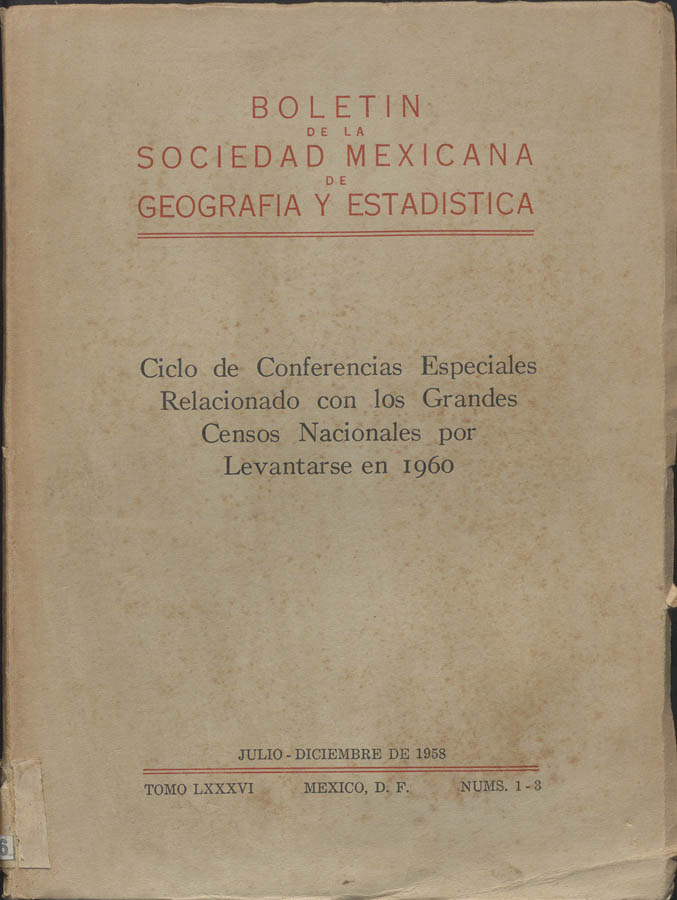 BOLETIN
DE LA
SOCIEDAD MEXICANA
DE
GEOGRAFIA Y ESTADISTICA
Ciclo de Conferencias Especiales
Relacionado con los Grandes
Censos Nacionales por
Levantarse en 1960
JULIO - DICIEMBRE DE 1958
TOMO LXXXVI MEXICO, D. F. NUMS. 1 - 3
6